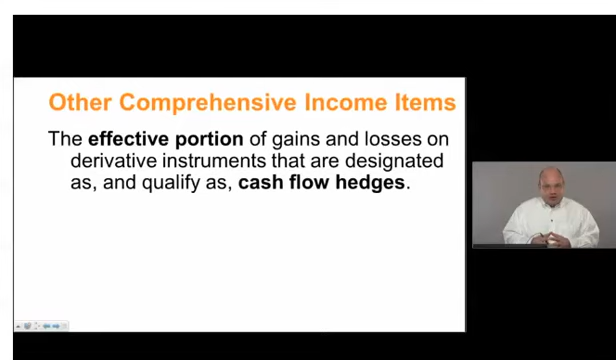 Other Comprehensive Income Items
The effective portion of gains and losses on
derivative instruments that are designated
as, and qualify as, cash flow hedges.